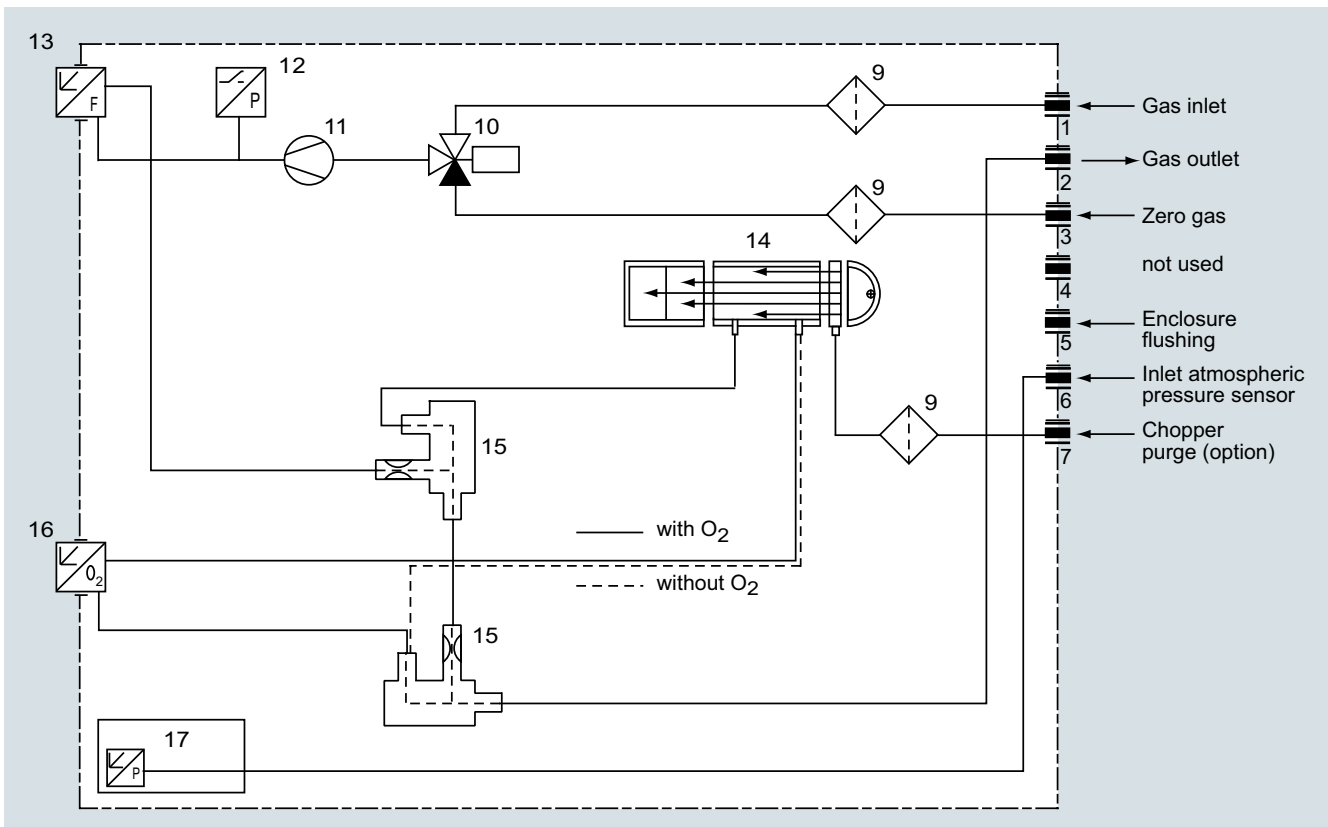 13
F
12
P
11
10
9
Gas inlet
1
Gas outlet
2
9
Zero gas
3
14
not used
4
Enclosure
flushing
5
Inlet atmospheric
pressure sensor
6
9
Chopper
purge (option)
7
15
16
O2
with O2
without O2
15
17
P